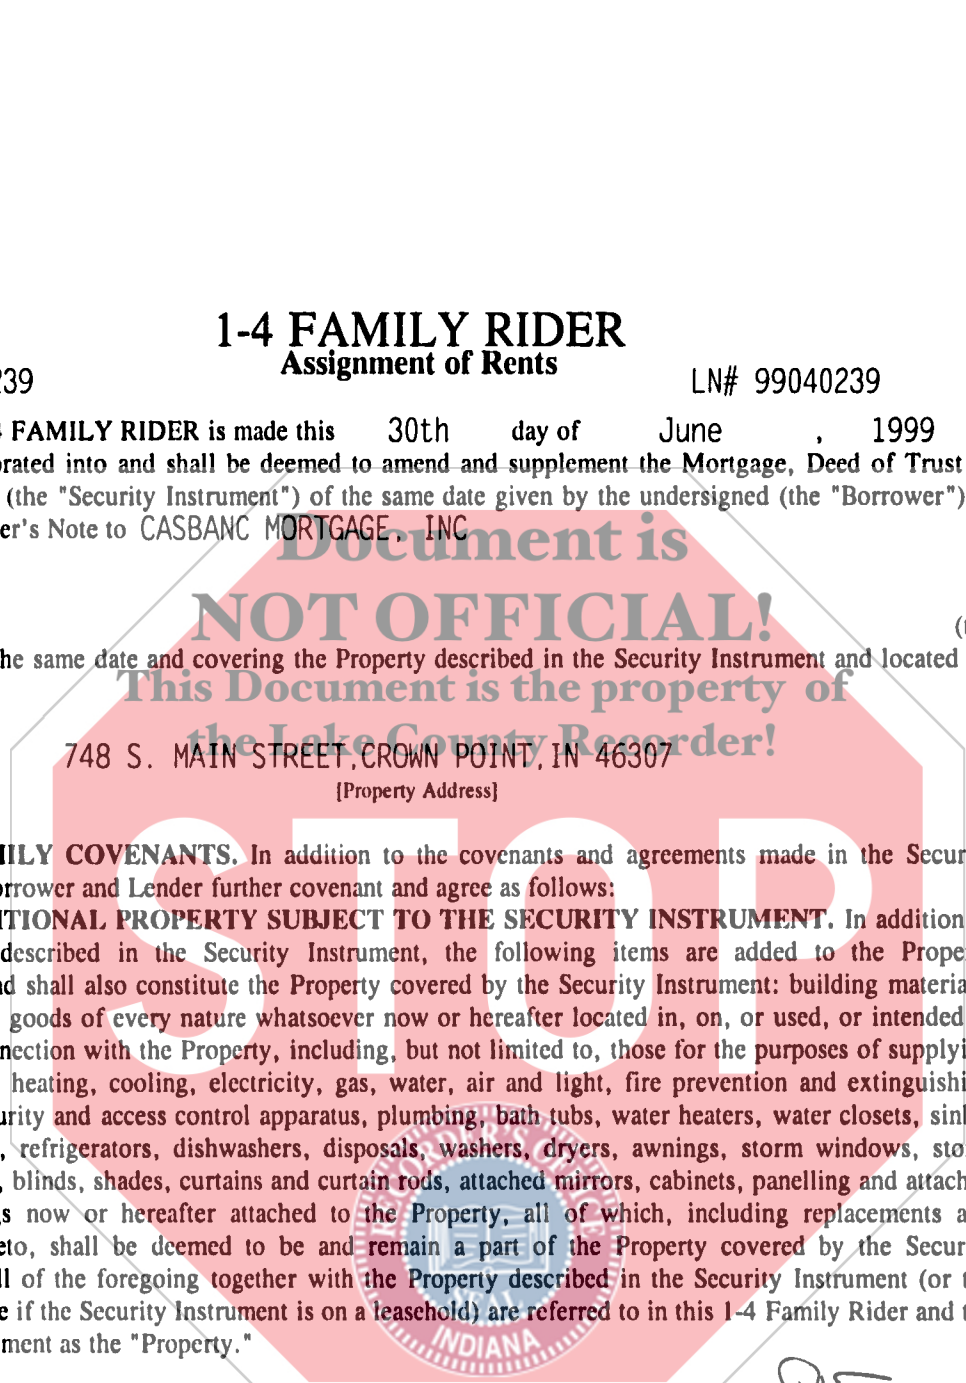 1-4 FAMILY RIDER
Assignment of Rents
239 LN# 99040239
FAMILY RIDER is made this 30th day of June , 1999
orated into and shall be deemed to amend and supplement the Mortgage, Deed of Trust
(the "Security Instrument") of the same date given by the undersigned (the "Borrower")
er's Note to CASBANC MORTGAGE, INC
Document is
NOT OFFICIAL!
he same date and covering the Property described in the Security Instrument and located
This Document is the property of
the Lake County Recorder!
748 S. MAIN STREET,CROWN POINT, IN 46307
[Property Address]
STOP
IILY COVENANTS. In addition to the covenants and agreements made in the Secur
rrower and Lender further covenant and agree as follows:
TIONAL PROPERTY SUBJECT TO THE SECURITY INSTRUMENT. In addition
described in the Security Instrument, the following items are added to the Prope
d shall also constitute the Property covered by the Security Instrument: building materia
goods of every nature whatsoever now or hereafter located in, on, or used, or intended
nection with the Property, including, but not limited to, those for the purposes of supplyi
heating, cooling, electricity, gas, water, air and light, fire prevention and extinguishi
urity and access control apparatus, plumbing, bath tubs, water heaters, water closets, sinl
, refrigerators, dishwashers, disposals, washers, dryers, awnings, storm windows, sto
, blinds, shades, curtains and curtain rods, attached mirrors, cabinets, panelling and attach
s now or hereafter attached to the Property, all of which, including replacements a
eto, shall be deemed to be and remain a part of the Property covered by the Secur
ll of the foregoing together with the Property described in the Security Instrument (or t
e if the Security Instrument is on a leasehold) are referred to in this 1-4 Family Rider and t
ment as the "Property."
RECORDER'S OFFICE
SEAL
INDIANA